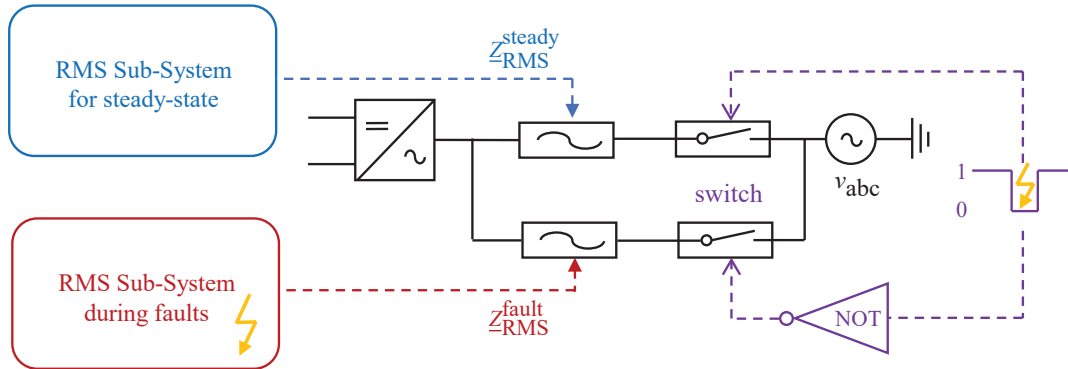 RMS Sub-System
for steady-state
Z_RMS^steady
switch
v_abc
1
0
RMS Sub-System
during faults
Z_RMS^fault
NOT